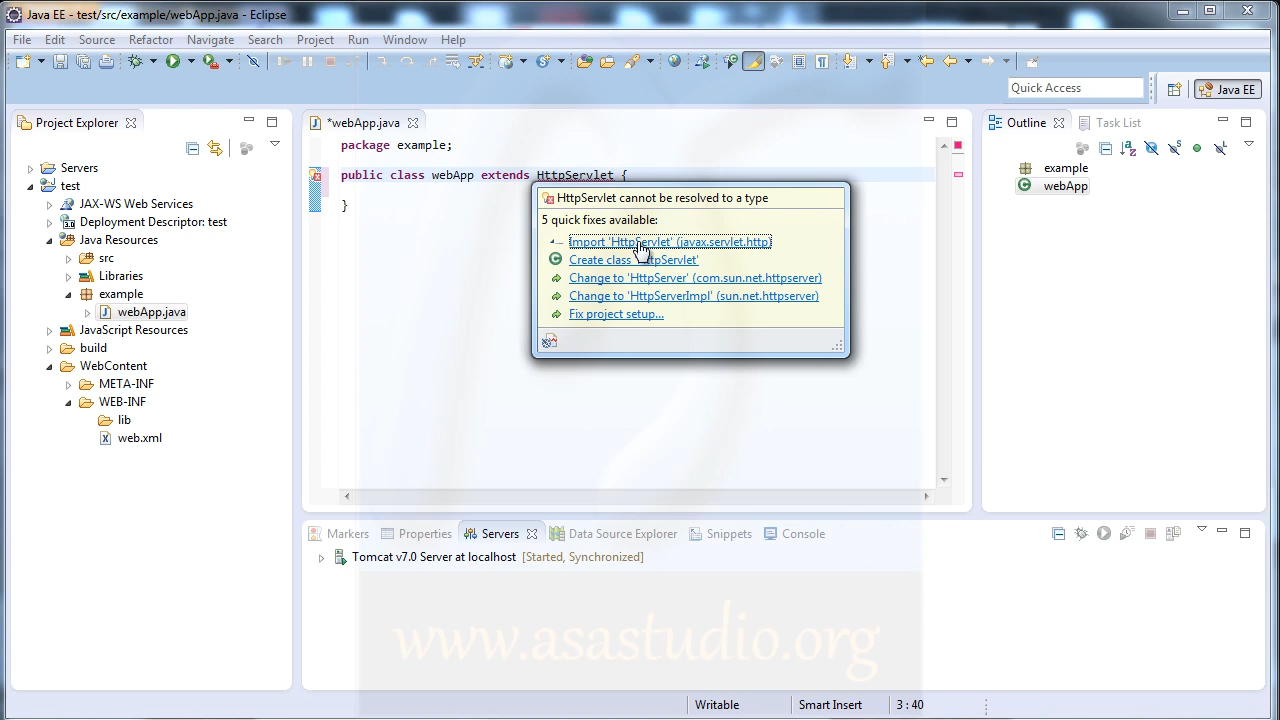 Java EE - test/src/example/webApp.java - Eclipse
File Edit Source Refactor Navigate Search Project Run Window Help
Quick Access
Java EE
Project Explorer
*webApp.java
Outline
Task List
Servers
test
JAX-WS Web Services
Deployment Descriptor: test
Java Resources
src
Libraries
example
webApp.java
JavaScript Resources
build
WebContent
META-INF
WEB-INF
lib
web.xml
package example;
public class webApp extends HttpServlet {
}
HttpServlet cannot be resolved to a type
5 quick fixes available:
Import 'HttpServlet' (javax.servlet.http)
Create class 'HttpServlet'
Change to 'HttpServer' (com.sun.net.httpserver)
Change to 'HttpServerImpl' (sun.net.httpserver)
Fix project setup...
example
webApp
Markers Properties Servers Data Source Explorer Snippets Console
Tomcat v7.0 Server at localhost [Started, Synchronized]
www.asastudio.org
Writable Smart Insert 3 : 40